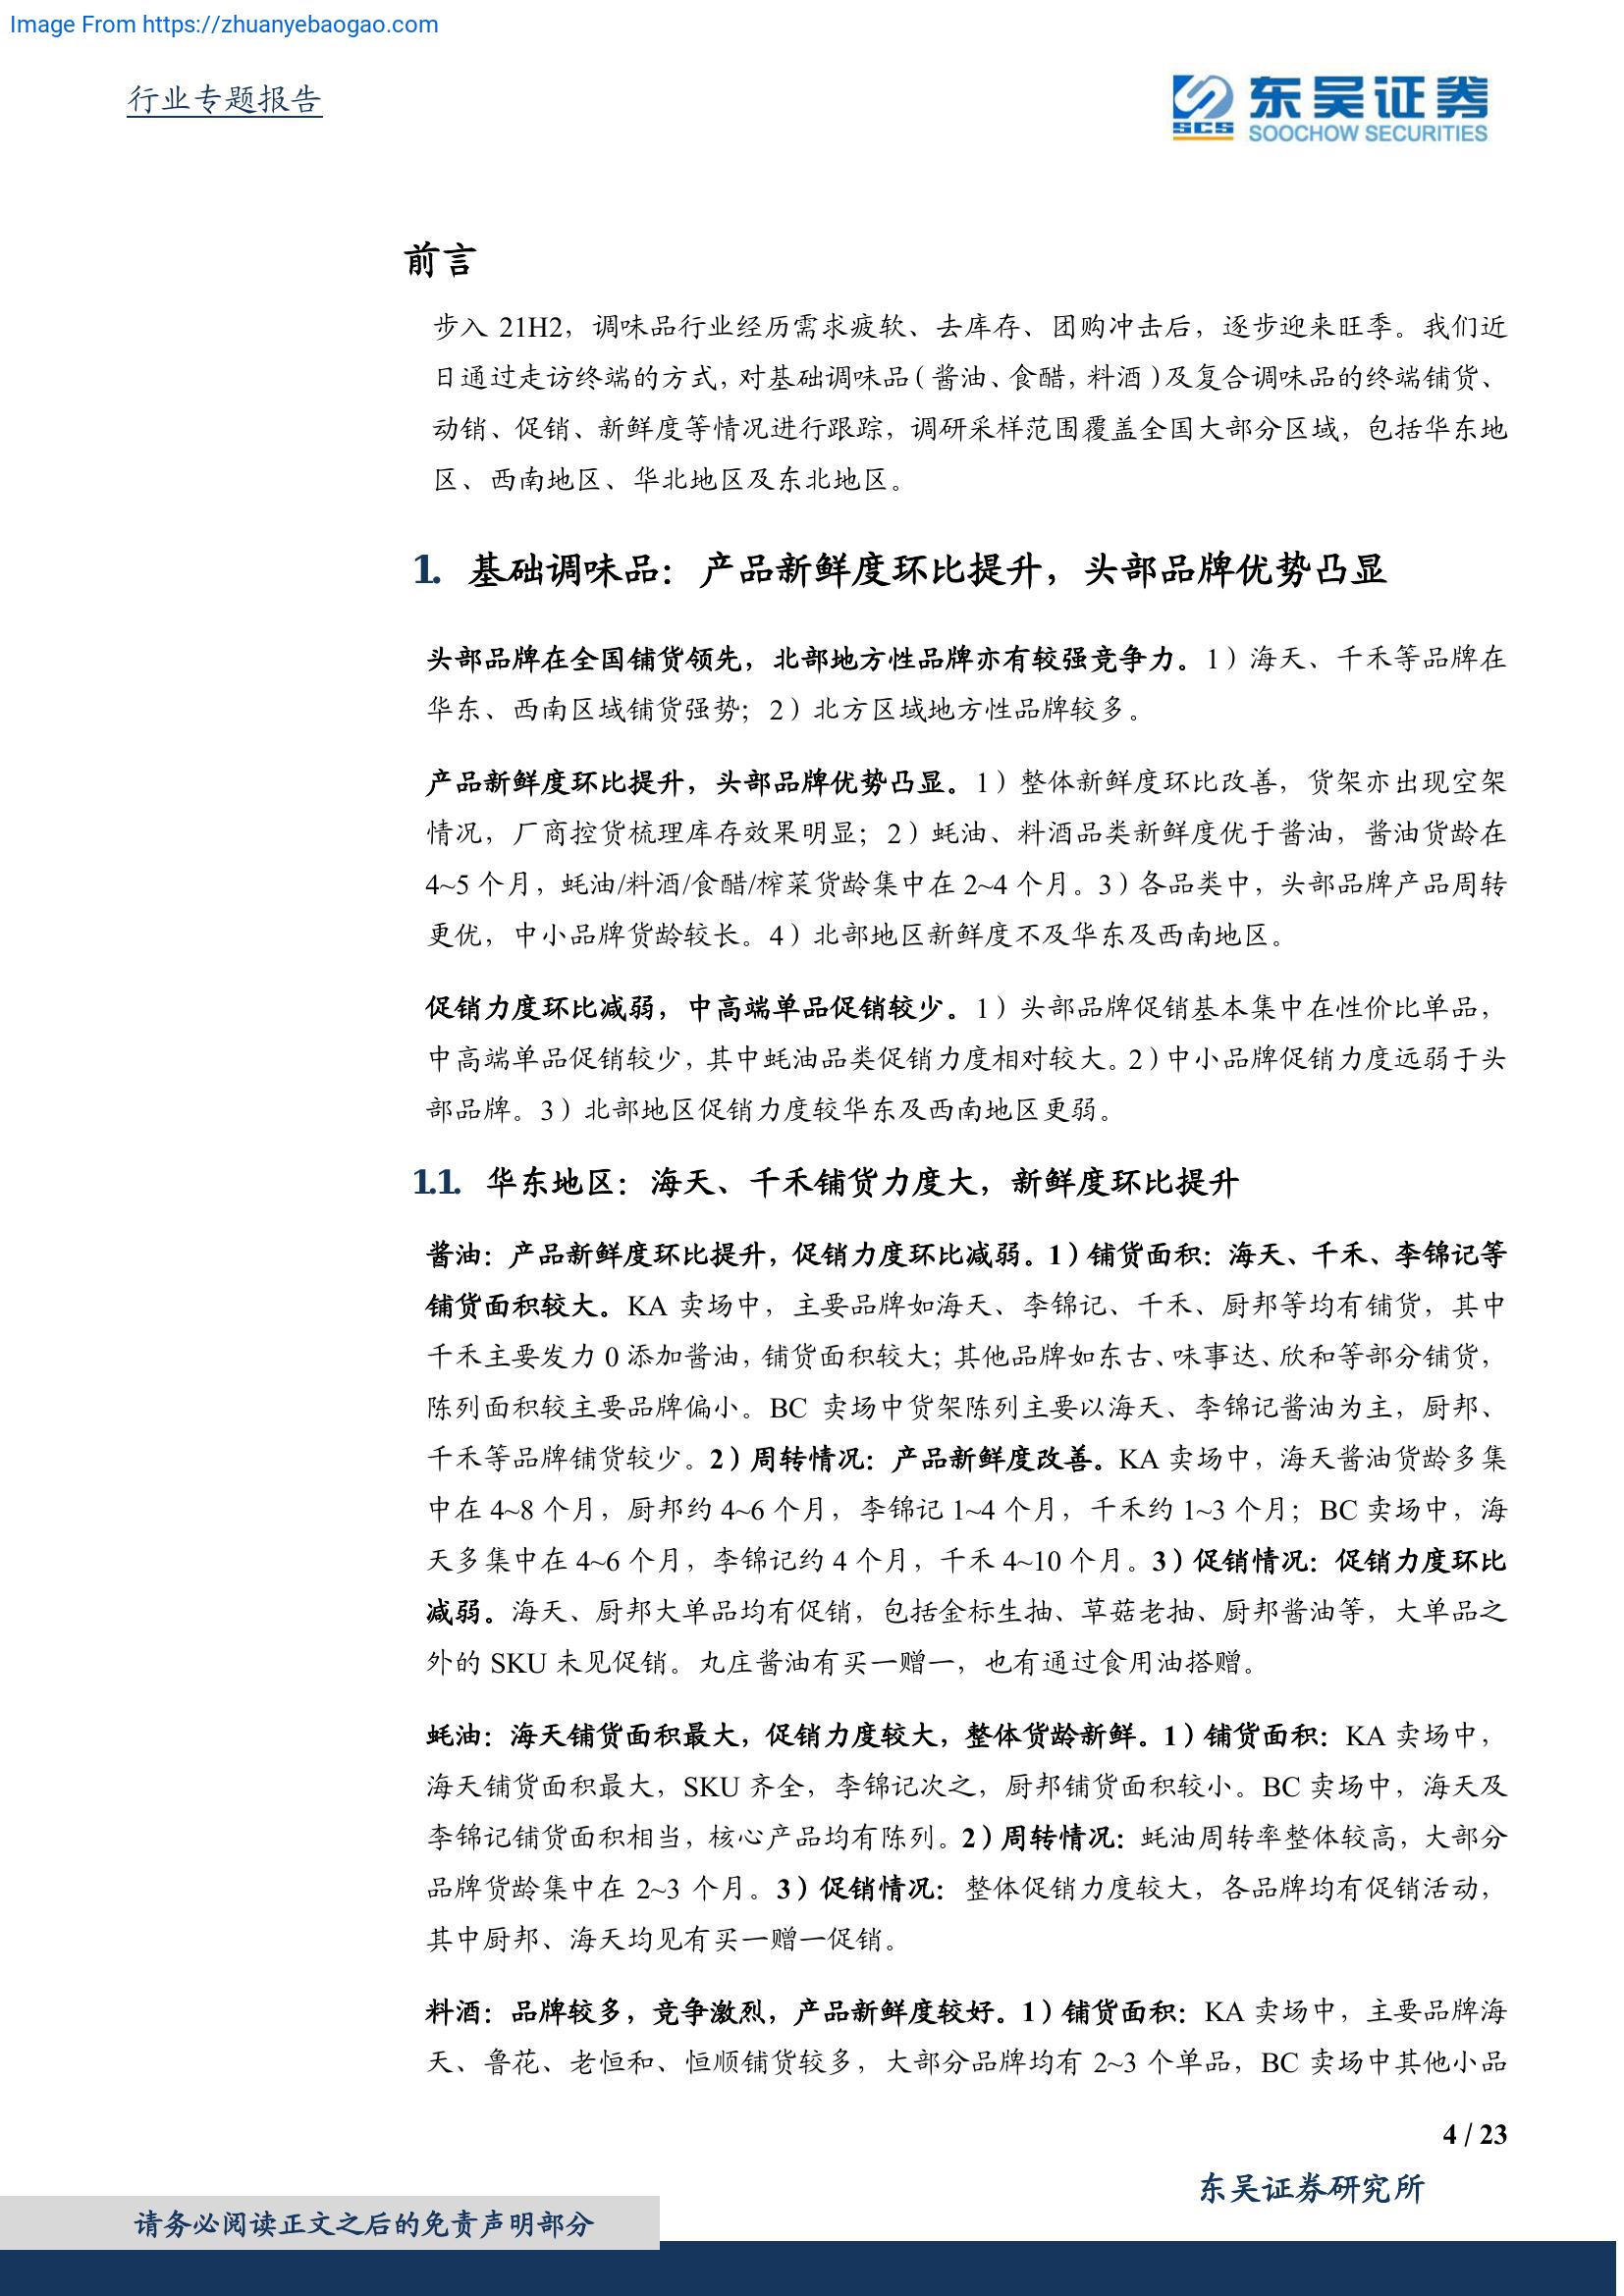 Image From https://zhuanyebaogao.com
行业专题报告
东吴证券
SCS
SOOCHOW SECURITIES
前言
步入 21H2，调味品行业经历需求疲软、去库存、团购冲击后，逐步迎来旺季。我们近
日通过走访终端的方式，对基础调味品（酱油、食醋，料酒）及复合调味品的终端铺货、
动销、促销、新鲜度等情况进行跟踪，调研采样范围覆盖全国大部分区域，包括华东地
区、西南地区、华北地区及东北地区。
1. 基础调味品：产品新鲜度环比提升，头部品牌优势凸显
头部品牌在全国铺货领先，北部地方性品牌亦有较强竞争力。1）海天、千禾等品牌在
华东、西南区域铺货强势；2）北方区域地方性品牌较多。
产品新鲜度环比提升，头部品牌优势凸显。1）整体新鲜度环比改善，货架亦出现空架
情况，厂商控货梳理库存效果明显；2）蚝油、料酒品类新鲜度优于酱油，酱油货龄在
4~5 个月，蚝油/料酒/食醋/榨菜货龄集中在 2~4 个月。3）各品类中，头部品牌产品周转
更优，中小品牌货龄较长。4）北部地区新鲜度不及华东及西南地区。
促销力度环比减弱，中高端单品促销较少。1）头部品牌促销基本集中在性价比单品，
中高端单品促销较少，其中蚝油品类促销力度相对较大。2）中小品牌促销力度远弱于头
部品牌。3）北部地区促销力度较华东及西南地区更弱。
1.1. 华东地区：海天、千禾铺货力度大，新鲜度环比提升
酱油：产品新鲜度环比提升，促销力度环比减弱。1）铺货面积：海天、千禾、李锦记等
铺货面积较大。KA 卖场中，主要品牌如海天、李锦记、千禾、厨邦等均有铺货，其中
千禾主要发力 0 添加酱油，铺货面积较大；其他品牌如东古、味事达、欣和等部分铺货，
陈列面积较主要品牌偏小。BC 卖场中货架陈列主要以海天、李锦记酱油为主，厨邦、
千禾等品牌铺货较少。2）周转情况：产品新鲜度改善。KA 卖场中，海天酱油货龄多集
中在 4~8 个月，厨邦约 4~6 个月，李锦记 1~4 个月，千禾约 1~3 个月；BC 卖场中，海
天多集中在 4~6 个月，李锦记约 4 个月，千禾 4~10 个月。3）促销情况：促销力度环比
减弱。海天、厨邦大单品均有促销，包括金标生抽、草菇老抽、厨邦酱油等，大单品之
外的 SKU 未见促销。丸庄酱油有买一赠一，也有通过食用油搭赠。
蚝油：海天铺货面积最大，促销力度较大，整体货龄新鲜。1）铺货面积：KA 卖场中，
海天铺货面积最大，SKU 齐全，李锦记次之，厨邦铺货面积较小。BC 卖场中，海天及
李锦记铺货面积相当，核心产品均有陈列。2）周转情况：蚝油周转率整体较高，大部分
品牌货龄集中在 2~3 个月。3）促销情况：整体促销力度较大，各品牌均有促销活动，
其中厨邦、海天均见有买一赠一促销。
料酒：品牌较多，竞争激烈，产品新鲜度较好。1）铺货面积：KA 卖场中，主要品牌海
天、鲁花、老恒和、恒顺铺货较多，大部分品牌均有 2~3 个单品，BC 卖场中其他小品
4 / 23
东吴证券研究所
请务必阅读正文之后的免责声明部分